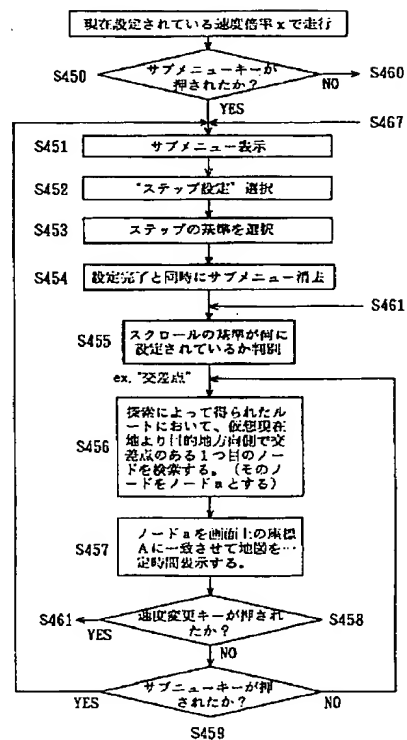 現在設定されている速度倍率xで走行
S450
サブメニューキーが
押されたか?
NO
S460
YES
S467
S451
サブメニュー表示
S452
"ステップ設定"選択
S453
ステップの基準を選択
S454
設定完了と同時にサブメニュー消去
S461
S455
スクロールの基準が何に
設定されているか判別
ex."交差点"
S456
探索によって得られたルー
トにおいて、仮想現在
地より目的地方向側で交
差点のある1つ目のノー
ドを検索する。(そのノ
ードをノードaとする)
S457
ノードaを画面上の座標
Aに一致させて地図を一
定時間表示する。
S461
YES
速度変更キーが押され
たか?
S458
NO
YES
サブニューキーが押
されたか?
NO
S459